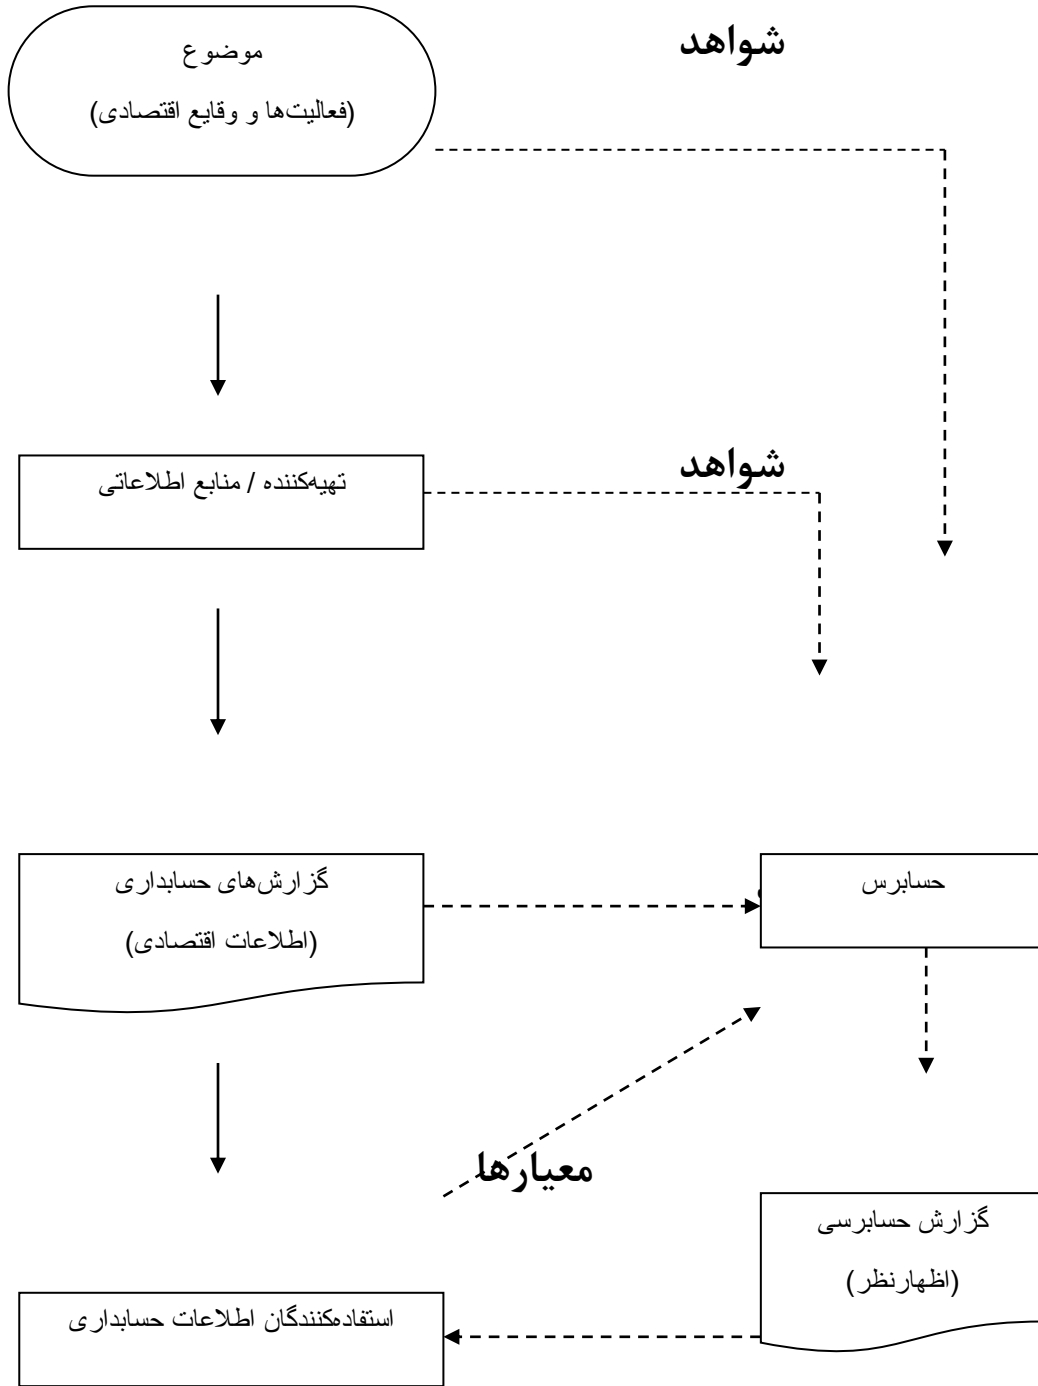 شواهد
موضوع
(فعالیت‌ها و وقایع اقتصادی)
شواهد
تهیه‌کننده / منابع اطلاعاتی
گزارش‌های حسابداری
(اطلاعات اقتصادی)
حسابرس
معیارها
گزارش حسابرسی
(اظهارنظر)
استفاده‌کنندگان اطلاعات حسابداری